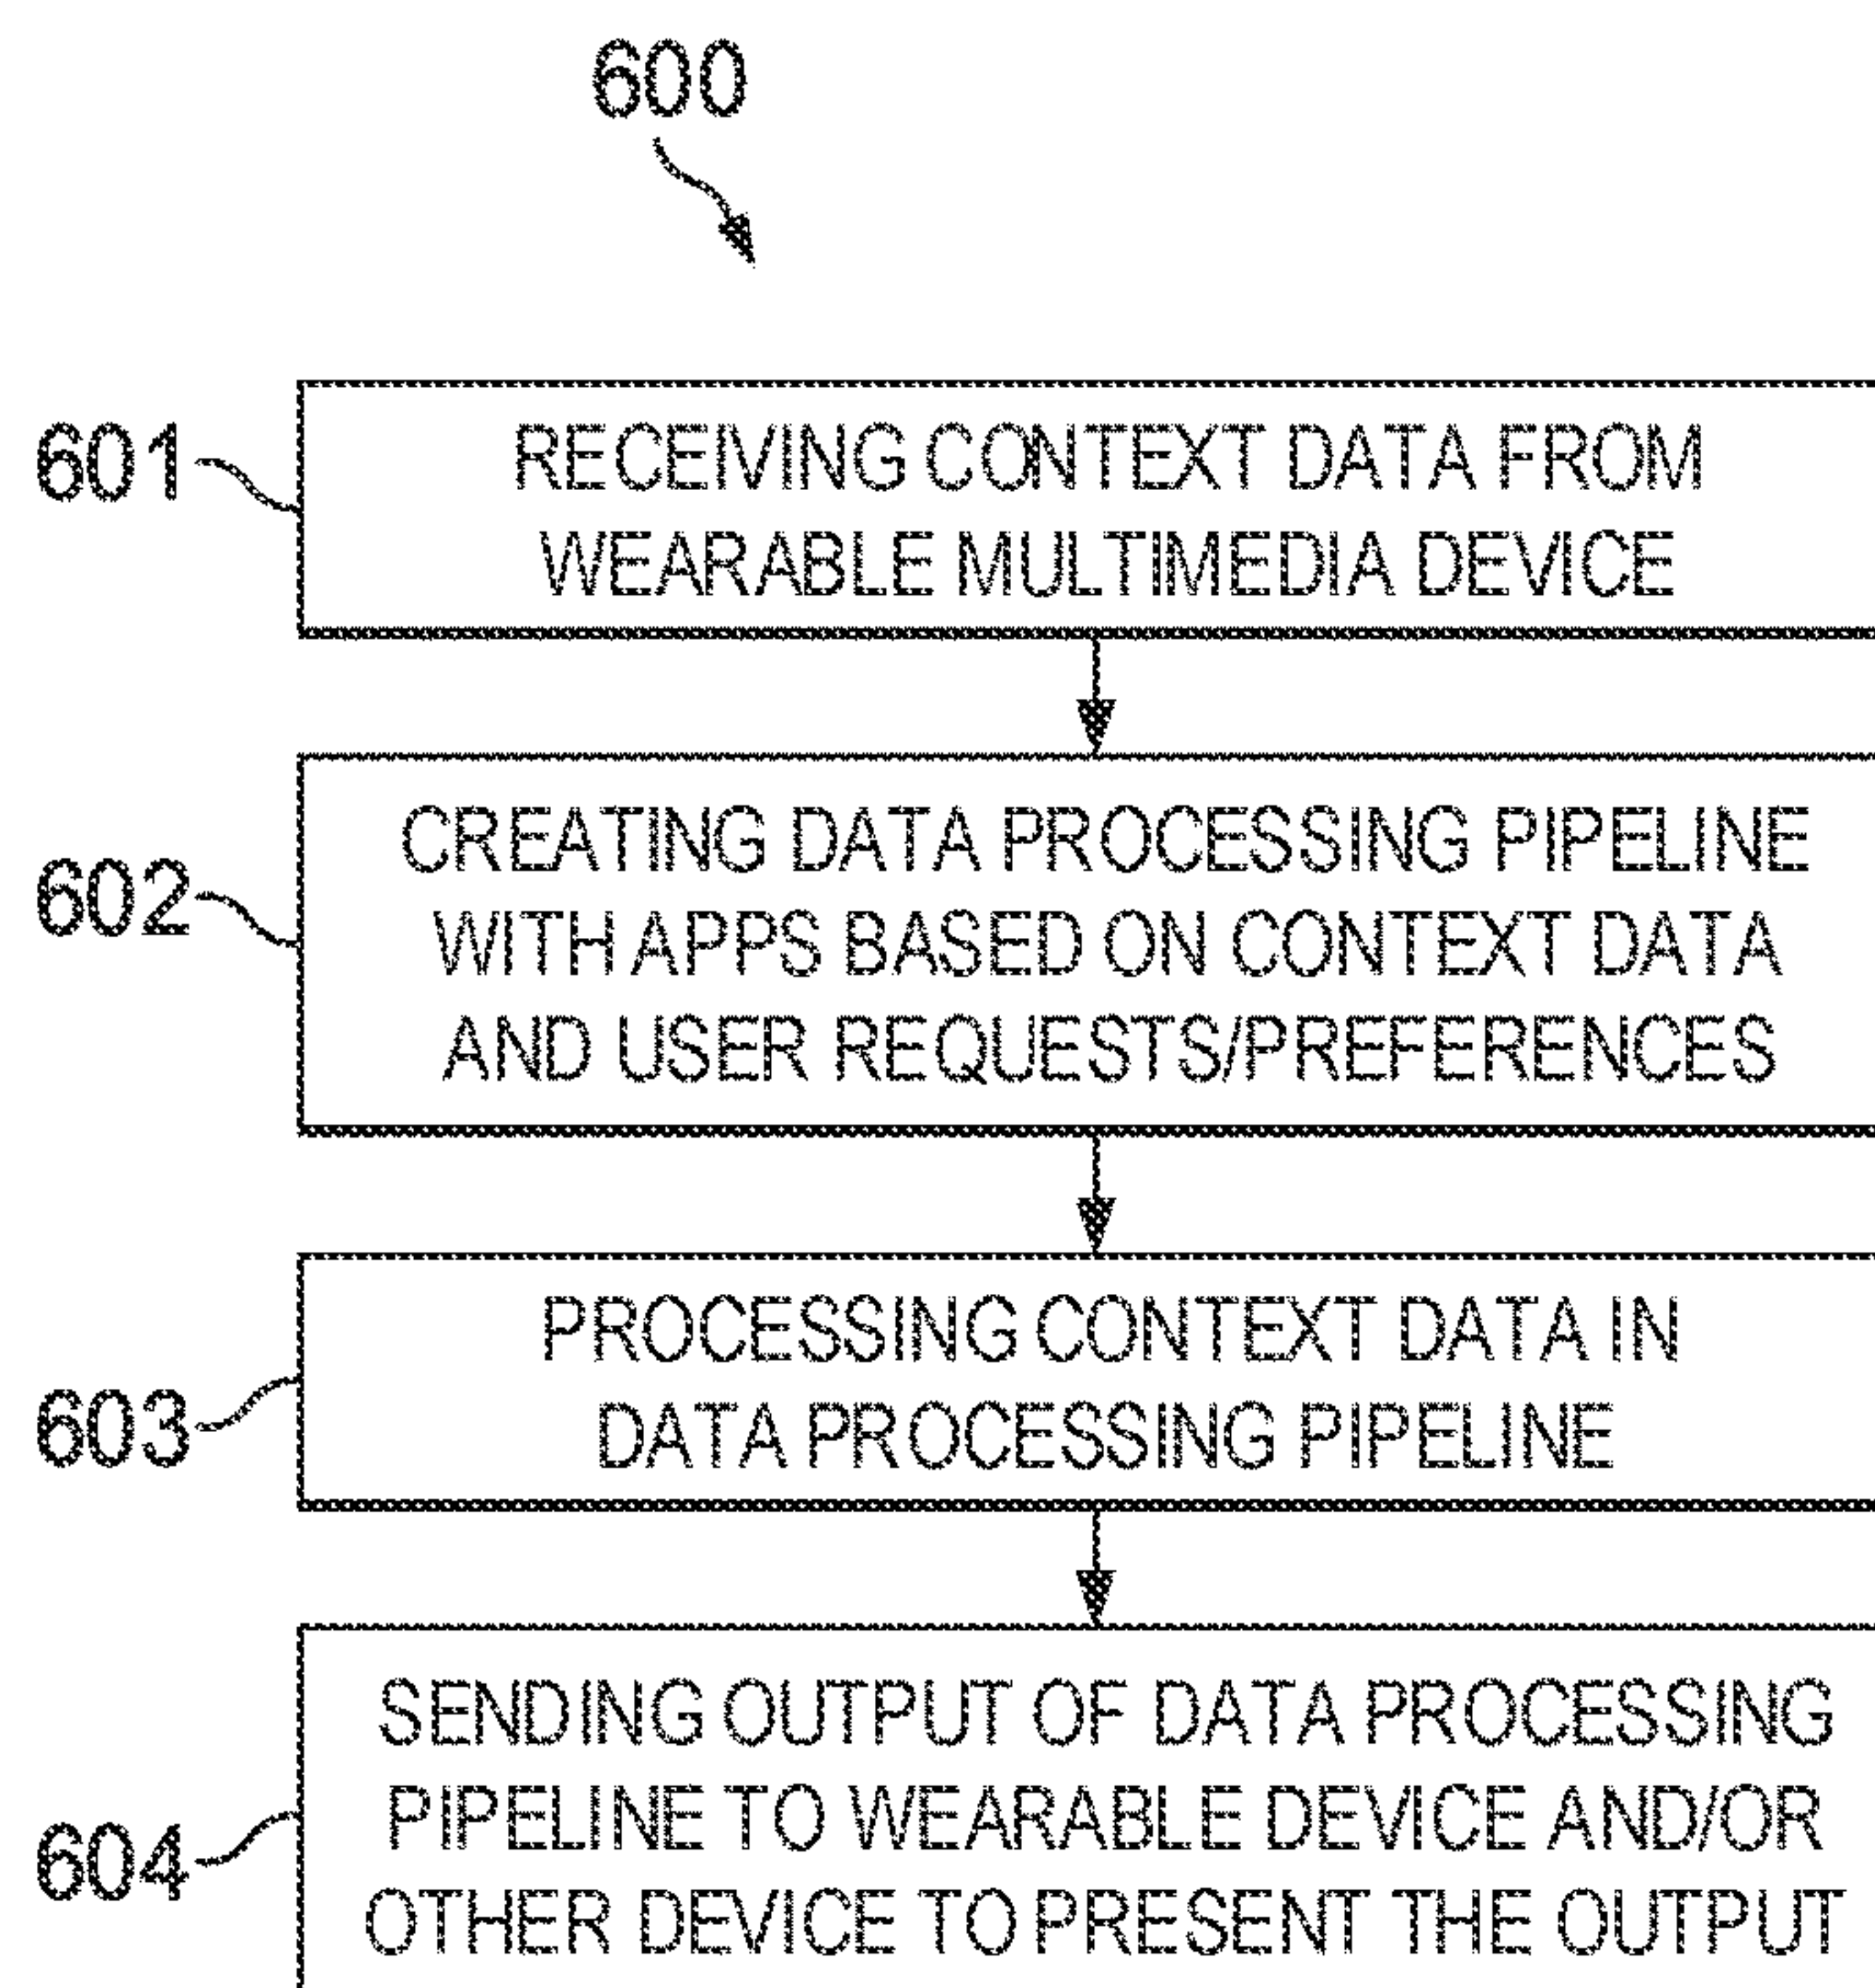 600
601
RECEIVING CONTEXT DATA FROM
WEARABLE MULTIMEDIA DEVICE
602
CREATING DATA PROCESSING PIPELINE
WITH APPS BASED ON CONTEXT DATA
AND USER REQUESTS/PREFERENCES
603
PROCESSING CONTEXT DATA IN
DATA PROCESSING PIPELINE
604
SENDING OUTPUT OF DATA PROCESSING
PIPELINE TO WEARABLE DEVICE AND/OR
OTHER DEVICE TO PRESENT THE OUTPUT